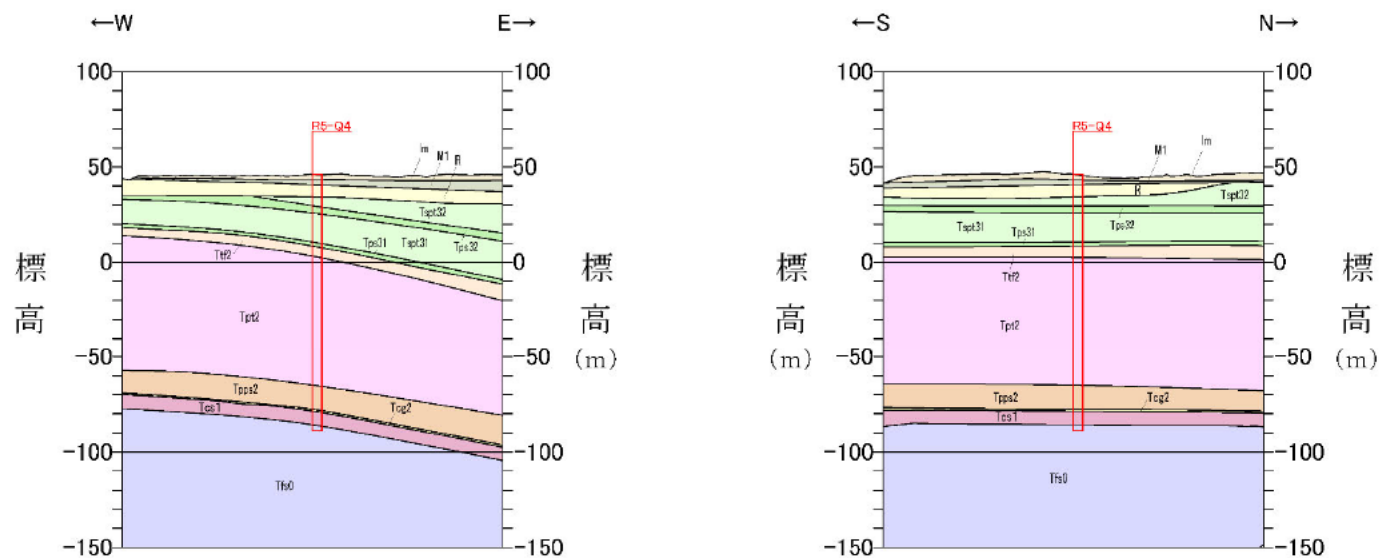 ←W E→
100 100
R5-Q4
50 50
Im M1 R
Tspt32
Tps31 Tspt31 Tps32
Ttf2
0 0
標高
標高(m)
Tpt2
-50 -50
Tpps2
Tcg2
Tcs1
-100 -100
Tfs0
-150 -150
←S N→
100 100
R5-Q4
50 50
M1 Im
R
Tspt32
Tspt31 Tps31 Tps32
0 0
標高(m)
標高(m)
Ttf2
Tpt2
-50 -50
Tpps2 Tcg2
Tcs1
-100 -100
Tfs0
-150 -150